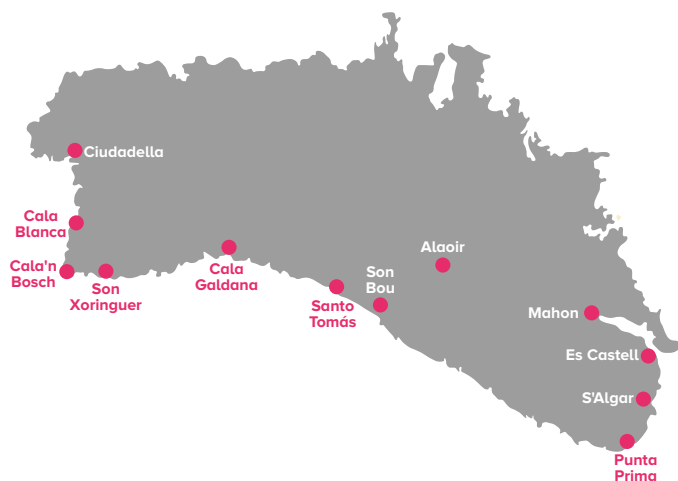 Ciudadella
Cala
Blanca
Cala'n
Bosch
Son
Xoringuer
Cala
Galdana
Santo
Tomás
Son
Bou
Alaoir
Mahon
Es Castell
S'Algar
Punta
Prima